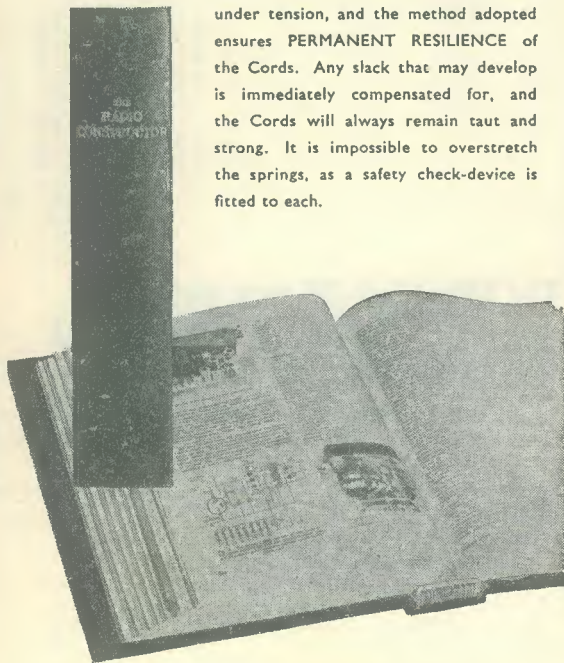 under tension, and the method adopted
ensures PERMANENT RESILIENCE of
the Cords. Any slack that may develop
is immediately compensated for, and
the Cords will always remain taut and
strong. It is impossible to overstretch
the springs, as a safety check-device is
fitted to each.
RADIO
CONSTRUCTOR